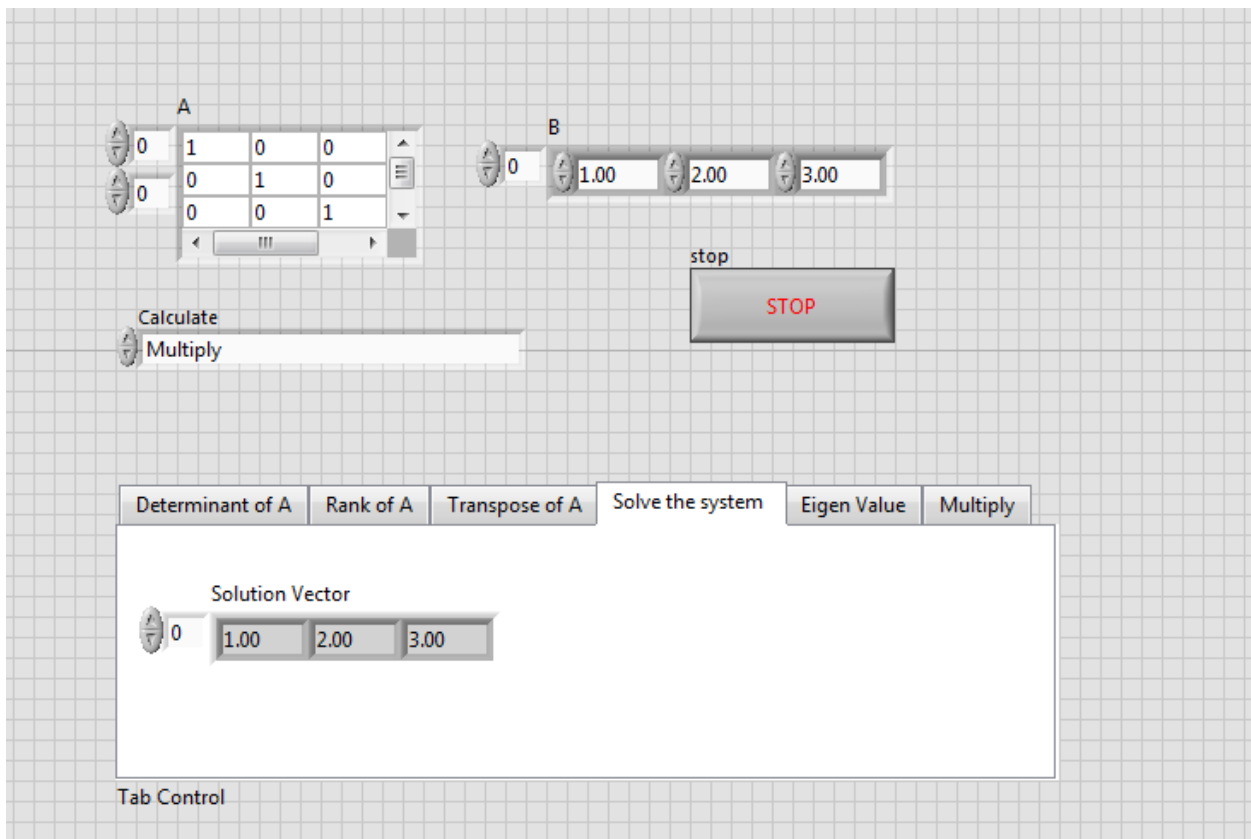 A
0 1 0 0
0 0 1 0
0 0 1
B
0 1.00 2.00 3.00
stop
STOP
Calculate
Multiply
Determinant of A Rank of A Transpose of A Solve the system Eigen Value Multiply
Solution Vector
0 1.00 2.00 3.00
Tab Control